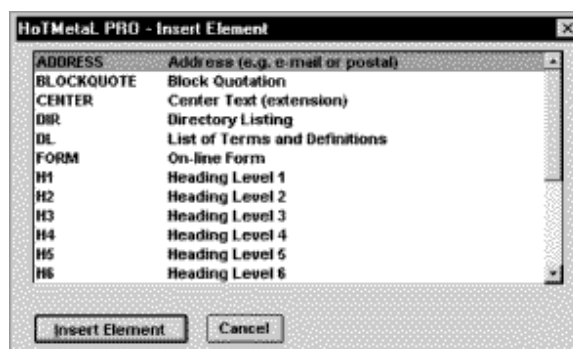 HoTMetaL PRO - Insert Element
ADDRESS Address (e.g. e-mail or postal)
BLOCKQUOTE Block Quotation
CENTER Center Text (extension)
DIR Directory Listing
DL List of Terms and Definitions
FORM On-line Form
H1 Heading Level 1
H2 Heading Level 2
H3 Heading Level 3
H4 Heading Level 4
H5 Heading Level 5
H6 Heading Level 6
Insert Element Cancel